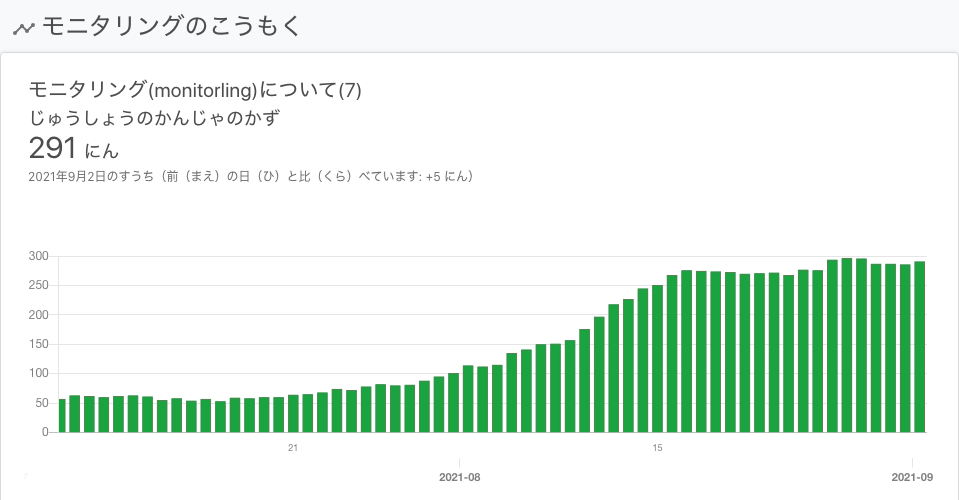 モニタリングのこうもく
モニタリング(monitorling)について(7)
じゅうしょうのかんじゃのかず
291 にん
2021年9月2日のすうち（前（まえ）の日（ひ）と比（くら）べています: +5 にん）
300
250
200
150
100
50
0
21
15
2021-08
2021-09